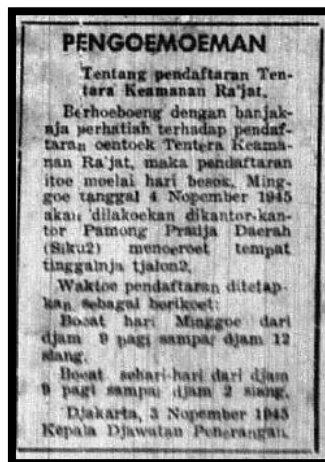 PENGOEMOEMAN
Tentang pendaftaran Ten-
tara Keamanan Ra'jat.
Berhoeboeng dengan banjak-
nja perhatian terhadap pendaf-
taran oentoek Tentera Keama-
nan Ra'jat, maka pendaftaran
itoe moelai hari besok, Ming-
goe tanggal 4 Nopember 1945
akan dilakoekan dikantor-kan-
tor Pamong Pradja Daerah
(Siku2) menoeroet tempat
tinggalnja tjalon2.
Waktoe pendaftaran ditetap-
kan sebagai berikoet:
Boeat hari Minggoe dari
djam 9 pagi sampai djam 12
siang.
Boeat sehari-hari dari djam
9 pagi sampai djam 2 siang.
Djakarta, 3 Nopember 1945
Kepala Djawatan Penerangan.